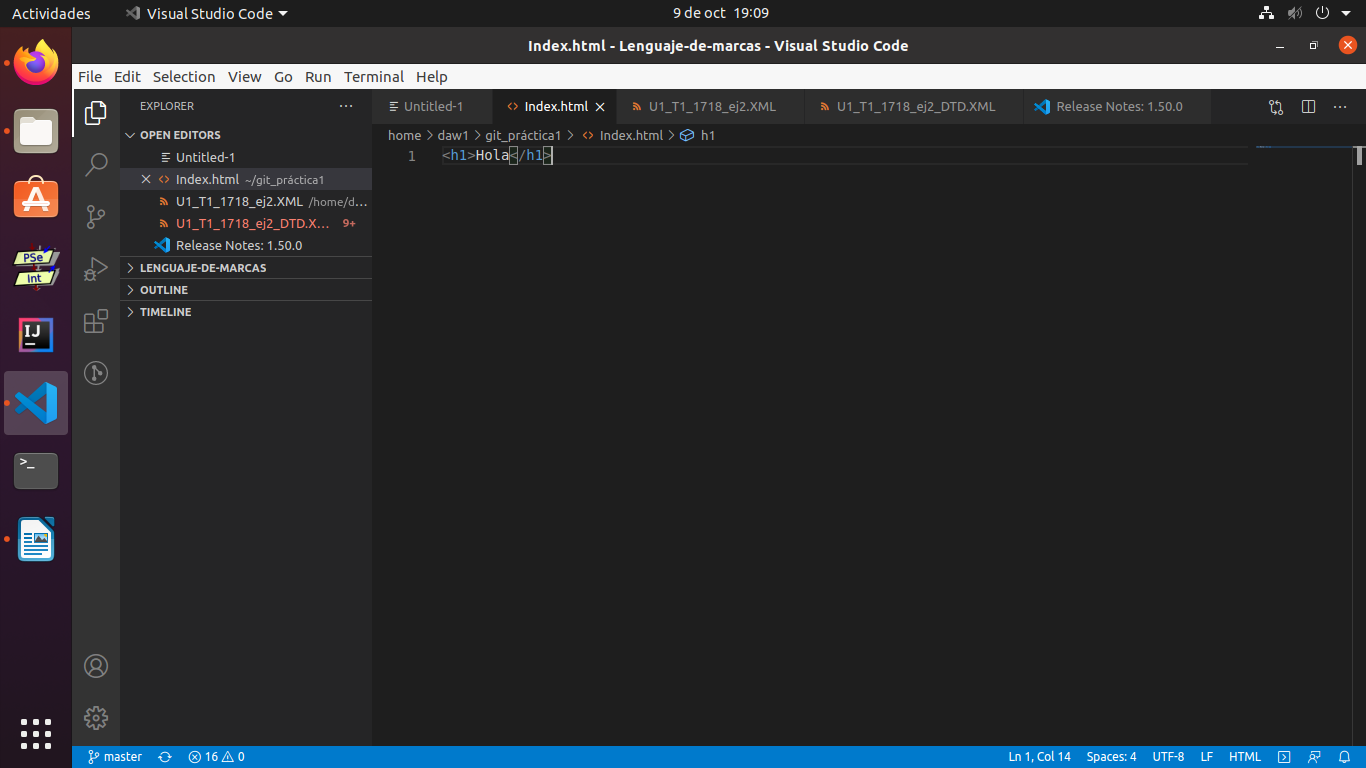 Actividades Visual Studio Code 9 de oct 19:09
Index.html - Lenguaje-de-marcas - Visual Studio Code
File Edit Selection View Go Run Terminal Help
EXPLORER
OPEN EDITORS
Untitled-1
Index.html ~/git_práctica1
U1_T1_1718_ej2.XML /home/d...
U1_T1_1718_ej2_DTD.X... 9+
Release Notes: 1.50.0
LENGUAJE-DE-MARCAS
OUTLINE
TIMELINE
Untitled-1 Index.html U1_T1_1718_ej2.XML U1_T1_1718_ej2_DTD.XML Release Notes: 1.50.0
home > daw1 > git_práctica1 > Index.html > h1
1 <h1>Hola</h1>
PSe
Int
IJ
>_
master 16 0 Ln 1, Col 14 Spaces: 4 UTF-8 LF HTML